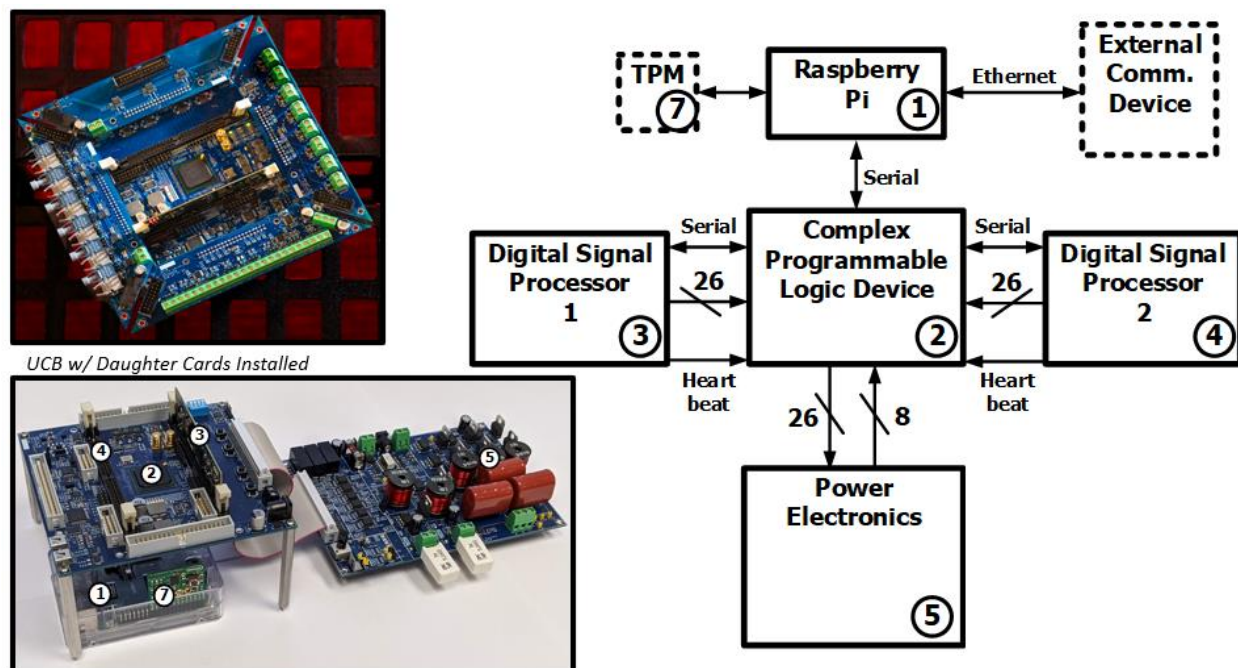 UCB w/ Daughter Cards Installed
4
3
2
5
1
7
TPM
7
Raspberry
Pi
1
Ethernet
External
Comm.
Device
Serial
Digital Signal
Processor
1
3
Serial
26
Heart
beat
Complex
Programmable
Logic Device
2
Serial
26
Heart
beat
Digital Signal
Processor
2
4
26
8
Power
Electronics
5